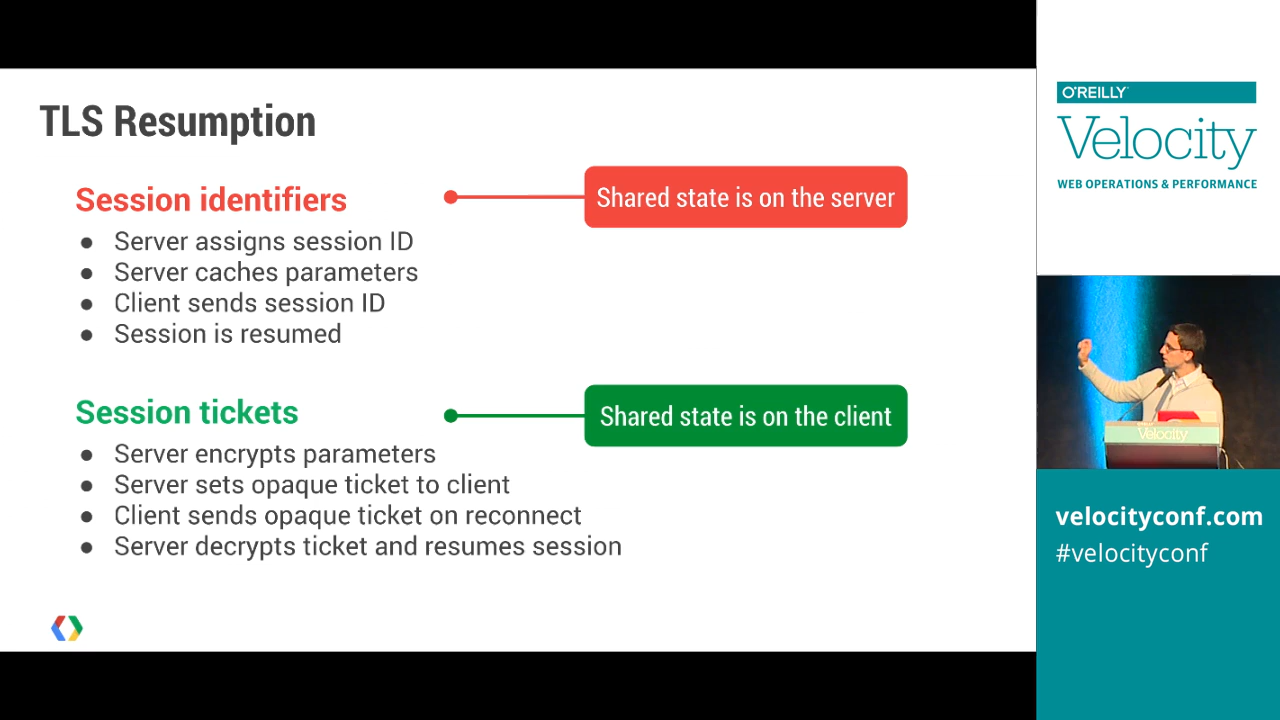 TLS Resumption
Session identifiers
Shared state is on the server
● Server assigns session ID
● Server caches parameters
● Client sends session ID
● Session is resumed
Session tickets
Shared state is on the client
● Server encrypts parameters
● Server sets opaque ticket to client
● Client sends opaque ticket on reconnect
● Server decrypts ticket and resumes session
O'REILLY
Velocity
WEB OPERATIONS & PERFORMANCE
Velocity
velocityconf.com
#velocityconf